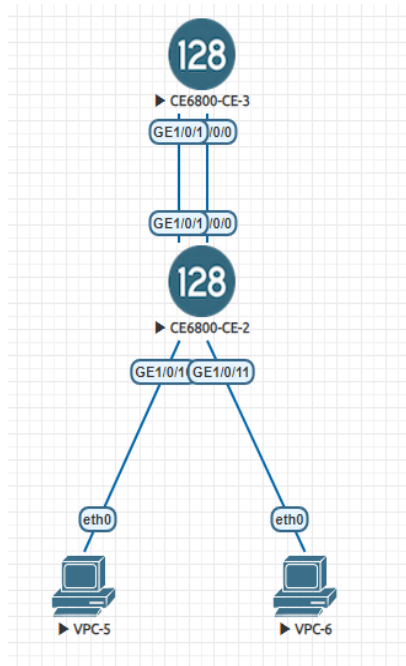 128
CE6800-CE-3
GE1/0/1 /0/0
GE1/0/1 /0/0
128
CE6800-CE-2
GE1/0/1 GE1/0/11
eth0 eth0
VPC-5 VPC-6